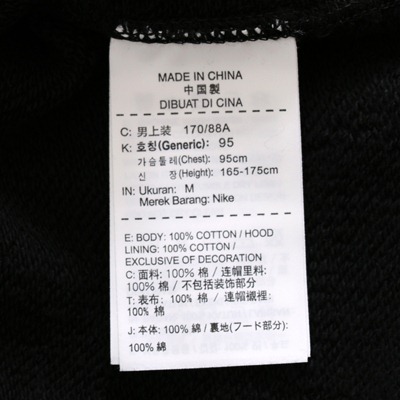 MADE IN CHINA
中国製
DIBUAT DI CINA
C: 男上装 170/88A
K: 호칭(Generic): 95
가슴둘레(Chest): 95cm
신 장(Height): 165-175cm
IN: Ukuran: M
Merek Barang: Nike
E: BODY: 100% COTTON / HOOD
LINING: 100% COTTON /
EXCLUSIVE OF DECORATION
C: 面料: 100% 棉 / 连帽里料:
100% 棉 / 不包括装饰部分
T: 表布: 100% 棉 / 連帽襯裡:
100% 棉
J: 本体: 100% 綿 / 裏地(フード部分):
100% 綿